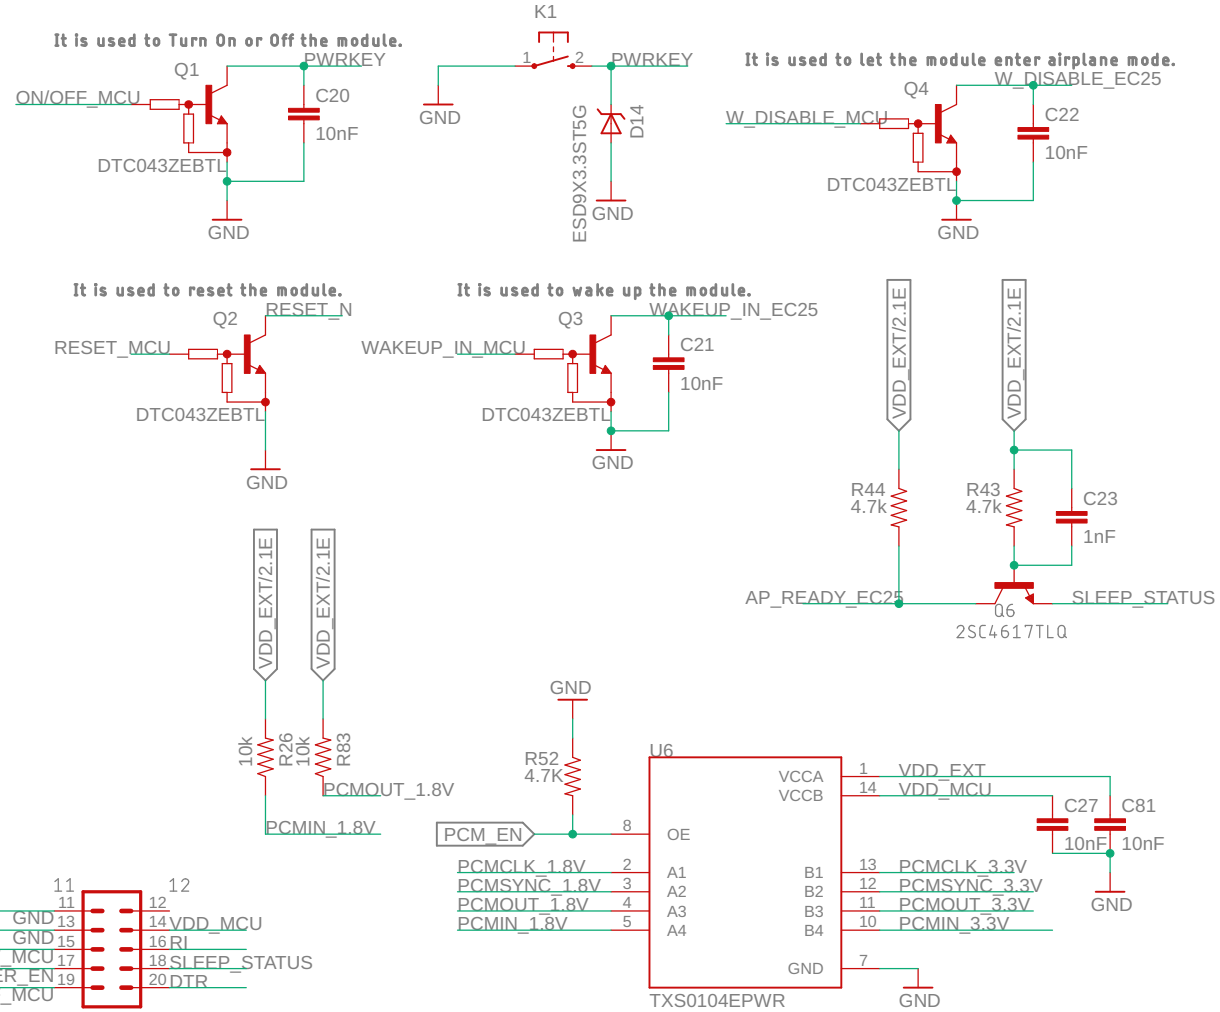 K1
It is used to Turn On or Off the module.
PWRKEY
Q1
ON/OFF_MCU
C20
10nF
DTC043ZEBTL
GND
1
2
PWRKEY
GND
D14
ESD9X3.3ST5G
GND
It is used to let the module enter airplane mode.
W_DISABLE_EC25
Q4
W_DISABLE_MCU
C22
10nF
DTC043ZEBTL
GND
It is used to reset the module.
RESET_N
Q2
RESET_MCU
DTC043ZEBTL
GND
It is used to wake up the module.
WAKEUP_IN_EC25
Q3
WAKEUP_IN_MCU
C21
10nF
DTC043ZEBTL
GND
VDD_EXT/2.1E
VDD_EXT/2.1E
R44
4.7k
R43
4.7k
C23
1nF
AP_READY_EC25
SLEEP_STATUS
Q6
2SC4617TLQ
VDD_EXT/2.1E
VDD_EXT/2.1E
10k
R26
10k
R83
PCMOUT_1.8V
PCMIN_1.8V
GND
R52
4.7K
PCM_EN
U6
8
OE
PCMCLK_1.8V
2
A1
PCMSYNC_1.8V
3
A2
PCMOUT_1.8V
4
A3
PCMIN_1.8V
5
A4
VCCA
1
VDD_EXT
VCCB
14
VDD_MCU
C27
10nF
C81
10nF
GND
B1
13
PCMCLK_3.3V
B2
12
PCMSYNC_3.3V
B3
11
PCMOUT_3.3V
B4
10
PCMIN_3.3V
GND
7
GND
TXS0104EPWR
11
12
11
12
GND
13
14
VDD_MCU
GND
15
16
RI
_MCU
17
18
SLEEP_STATUS
ER_EN
19
20
DTR
_MCU